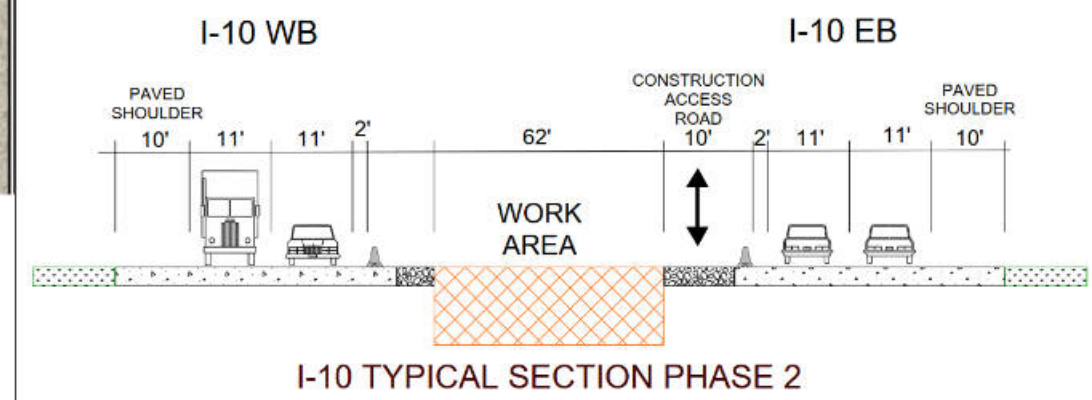 I-10 WB
I-10 EB
PAVED
SHOULDER
CONSTRUCTION
ACCESS
ROAD
PAVED
SHOULDER
10' 11' 11' 2' 62' 10' 2' 11' 11' 10'
WORK
AREA
I-10 TYPICAL SECTION PHASE 2